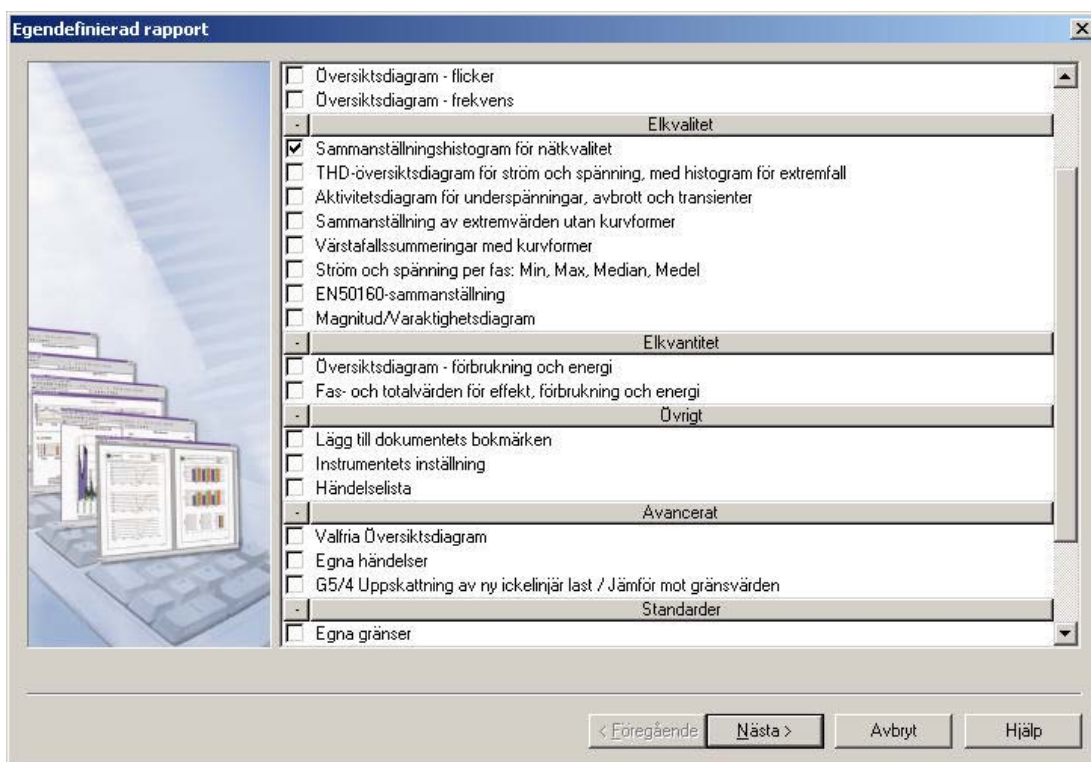 Egendefinierad rapport
Översiktsdiagram - flicker
Översiktsdiagram - frekvens
- Elkvalitet
Sammanställningshistogram för nätkvalitet
THD-översiktsdiagram för ström och spänning, med histogram för extremfall
Aktivitetsdiagram för underspänningar, avbrott och transienter
Sammanställning av extremvärden utan kurvformer
Värstafallssummeringar med kurvformer
Ström och spänning per fas: Min, Max, Median, Medel
EN50160-sammanställning
Magnitud/Varaktighetsdiagram
- Elkvantitet
Översiktsdiagram - förbrukning och energi
Fas- och totalvärden för effekt, förbrukning och energi
- Övrigt
Lägg till dokumentets bokmärken
Instrumentets inställning
Händelselista
- Avancerat
Valfria Översiktsdiagram
Egna händelser
G5/4 Uppskattning av ny ickelinjär last / Jämför mot gränsvärden
- Standarder
Egna gränser
< Föregående Nästa > Avbryt Hjälp